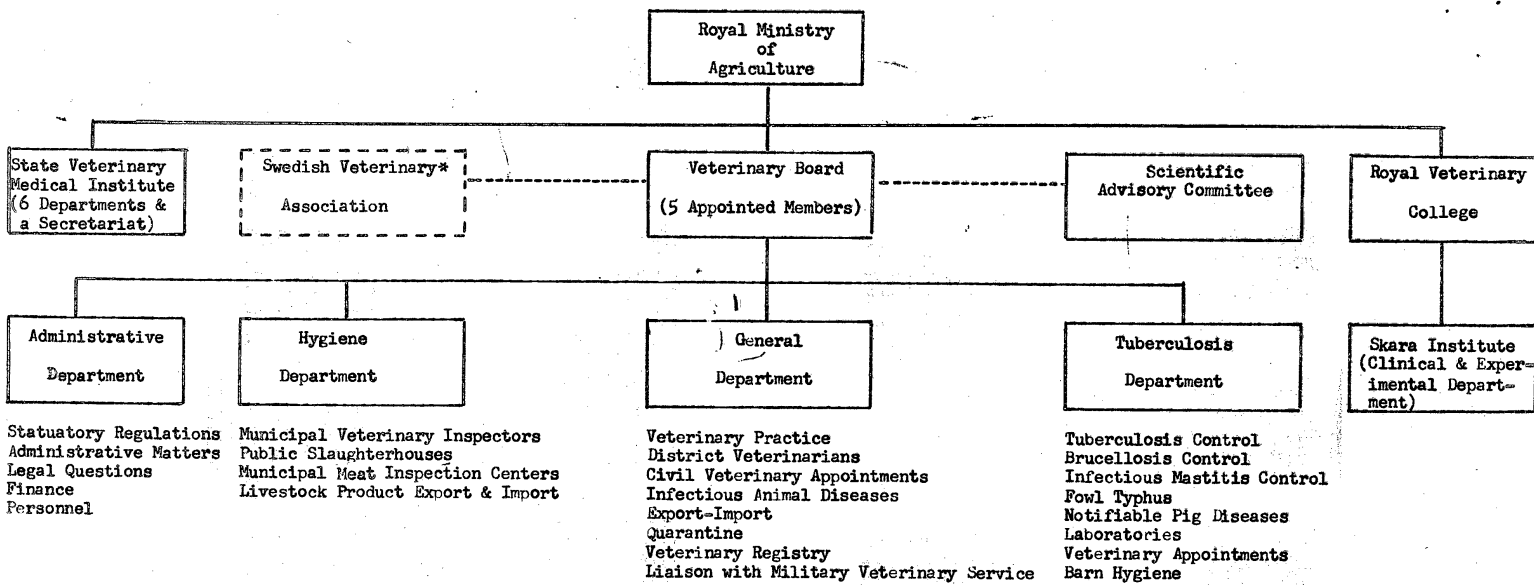 Royal Ministry
of
Agriculture
State Veterinary
Medical Institute
(6 Departments &
a Secretariat)
Swedish Veterinary*
Association
Veterinary Board
(5 Appointed Members)
Scientific
Advisory Committee
Royal Veterinary
College
Administrative
Department
Hygiene
Department
General
Department
Tuberculosis
Department
Skara Institute
(Clinical & Exper-
imental Depart-
ment)
Statuatory Regulations
Administrative Matters
Legal Questions
Finance
Personnel
Municipal Veterinary Inspectors
Public Slaughterhouses
Municipal Meat Inspection Centers
Livestock Product Export & Import
Veterinary Practice
District Veterinarians
Civil Veterinary Appointments
Infectious Animal Diseases
Export-Import
Quarantine
Veterinary Registry
Liaison with Military Veterinary Service
Tuberculosis Control
Brucellosis Control
Infectious Mastitis Control
Fowl Typhus
Notifiable Pig Diseases
Laboratories
Veterinary Appointments
Barn Hygiene